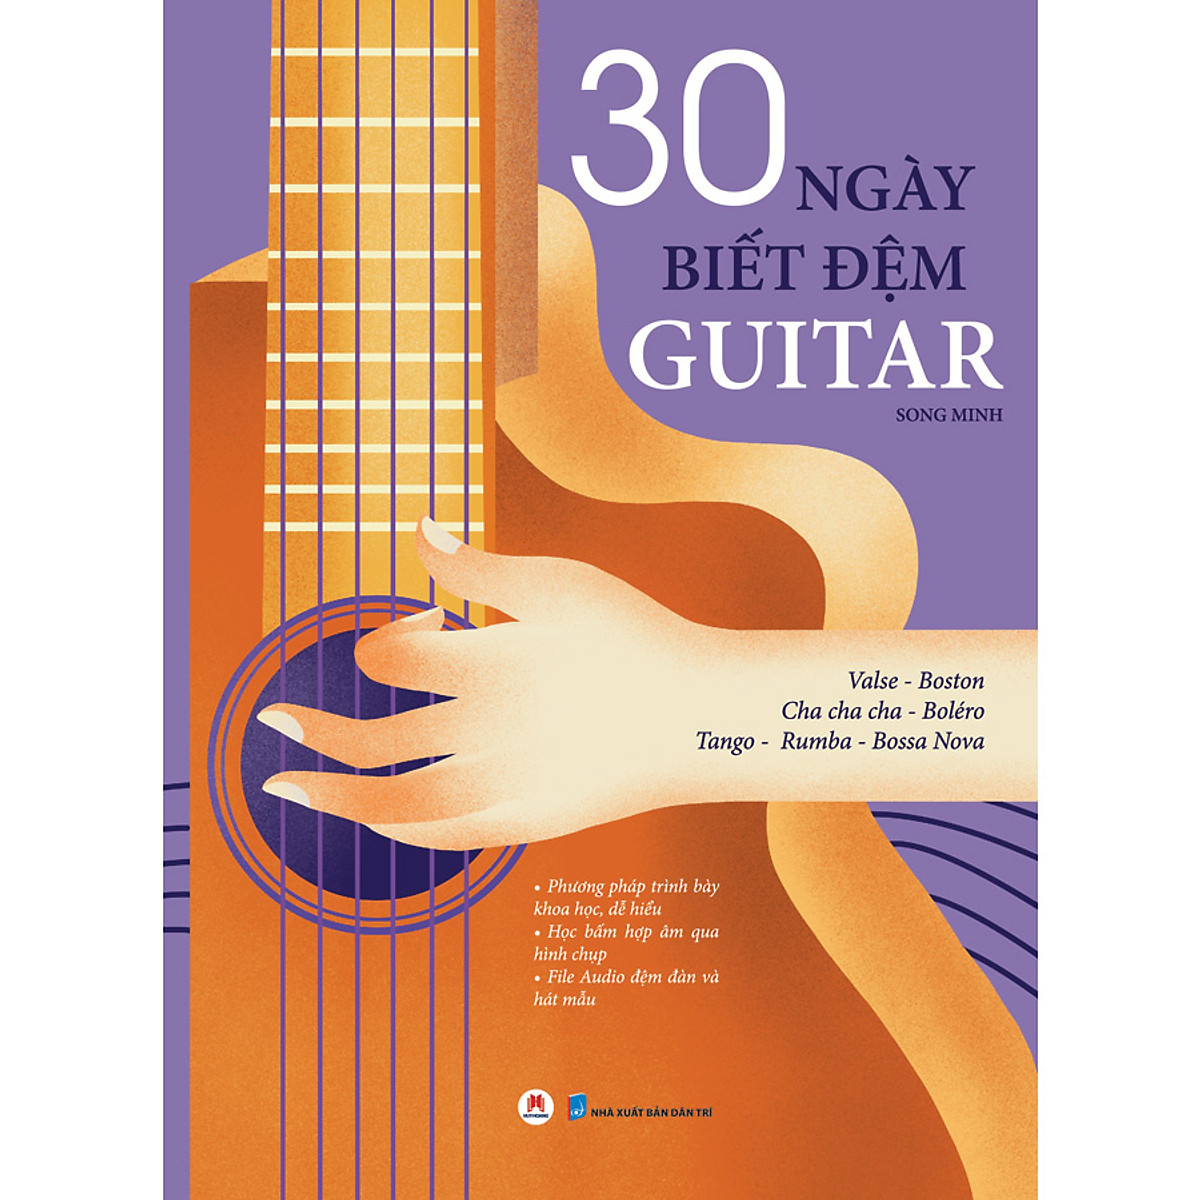 30 NGÀY
BIẾT ĐỆM
GUITAR
SONG MINH
Valse - Boston
Cha cha cha - Boléro
Tango - Rumba - Bossa Nova
• Phương pháp trình bày
khoa học, dễ hiểu
• Học bấm hợp âm qua
hình chụp
• File Audio đệm đàn và
hát mẫu
HUYHOANG
NHÀ XUẤT BẢN DÂN TRÍ